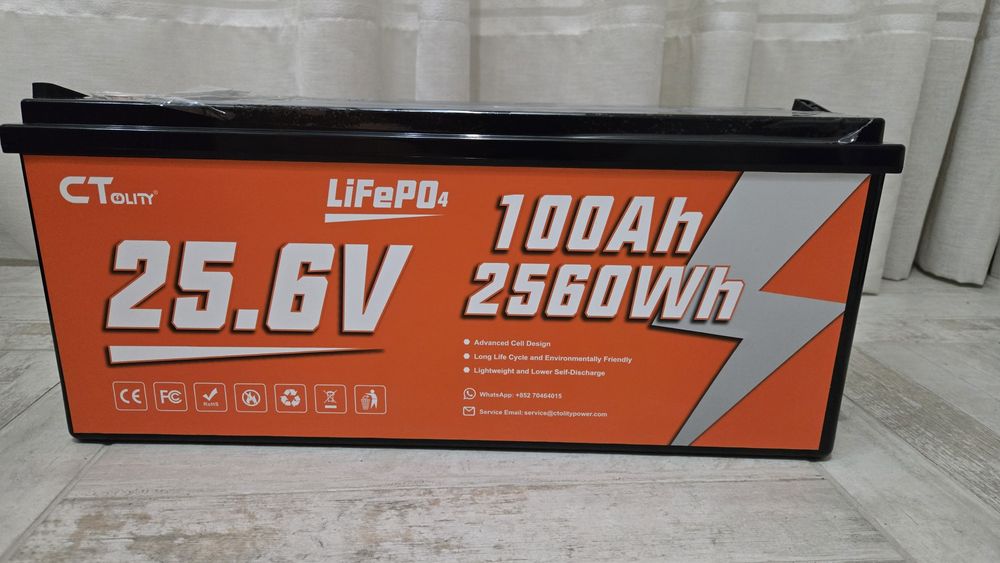 CTOLITY®
LiFePO4
25.6V
100Ah
2560Wh
Advanced Cell Design
Long Life Cycle and Environmentally Friendly
Lightweight and Lower Self-Discharge
WhatsApp: +852 70464015
Service Email: service@ctolitypower.com
CE FC RoHS